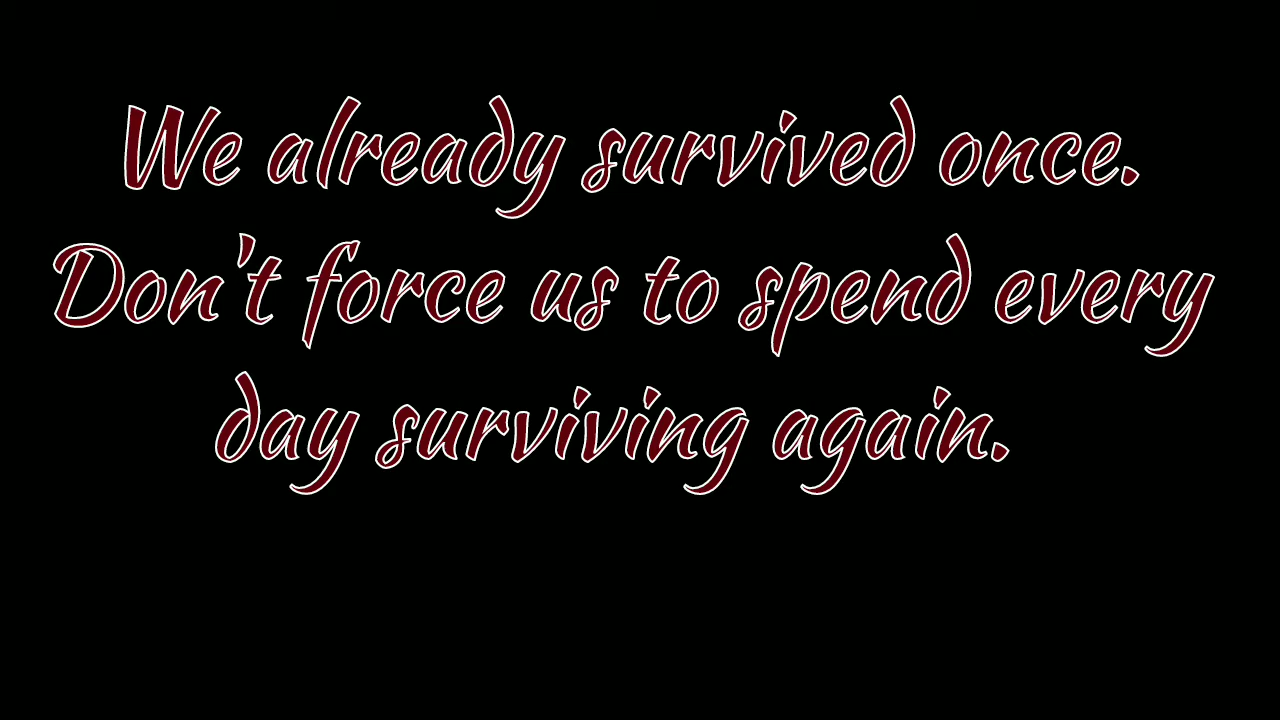 We already survived once.
Don't force us to spend every
day surviving again.